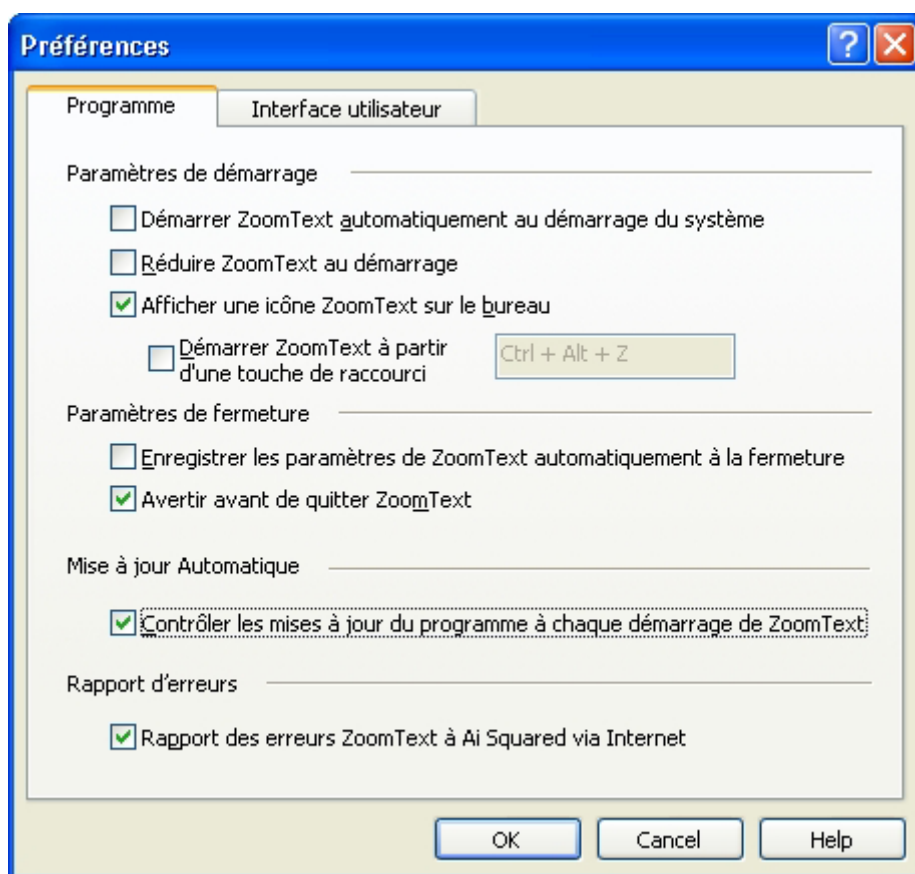 Préférences
Programme
Interface utilisateur
Paramètres de démarrage
Démarrer ZoomText automatiquement au démarrage du système
Réduire ZoomText au démarrage
Afficher une icône ZoomText sur le bureau
Démarrer ZoomText à partir
d'une touche de raccourci
Ctrl + Alt + Z
Paramètres de fermeture
Enregistrer les paramètres de ZoomText automatiquement à la fermeture
Avertir avant de quitter ZoomText
Mise à jour Automatique
Contrôler les mises à jour du programme à chaque démarrage de ZoomText
Rapport d’erreurs
Rapport des erreurs ZoomText à Ai Squared via Internet
OK
Cancel
Help